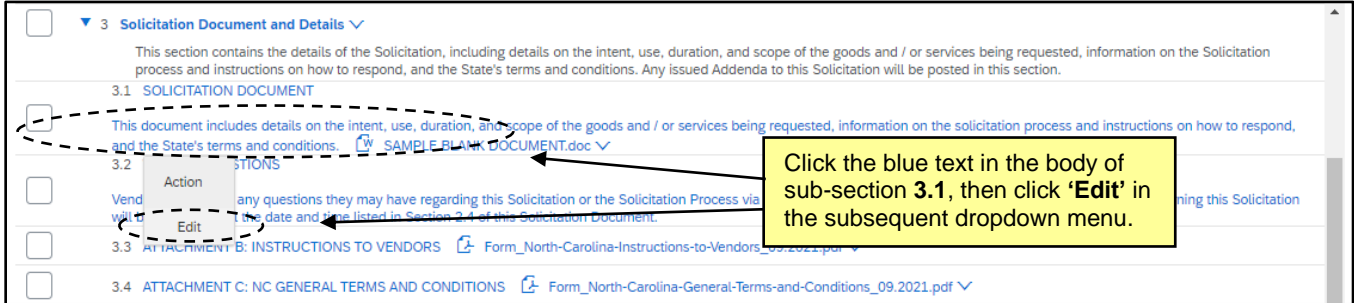 3 Solicitation Document and Details
This section contains the details of the Solicitation, including details on the intent, use, duration, and scope of the goods and / or services being requested, information on the Solicitation
process and instructions on how to respond, and the State's terms and conditions. Any issued Addenda to this Solicitation will be posted in this section.
3.1 SOLICITATION DOCUMENT
This document includes details on the intent, use, duration, and scope of the goods and / or services being requested, information on the solicitation process and instructions on how to respond,
and the State's terms and conditions. SAMPLE BLANK DOCUMENT.doc
Click the blue text in the body of
sub-section 3.1, then click ‘Edit’ in
the subsequent dropdown menu.
3.2 STIONS
Action
Vend any questions they may have regarding this Solicitation or the Solicitation Process via ning this Solicitation
will the date and time listed in Section 2.4 of this Solicitation Document.
Edit
3.3 ATTACHMENT B: INSTRUCTIONS TO VENDORS Form_North-Carolina-Instructions-to-Vendors_09.2021.pdf
3.4 ATTACHMENT C: NC GENERAL TERMS AND CONDITIONS Form_North-Carolina-General-Terms-and-Conditions_09.2021.pdf